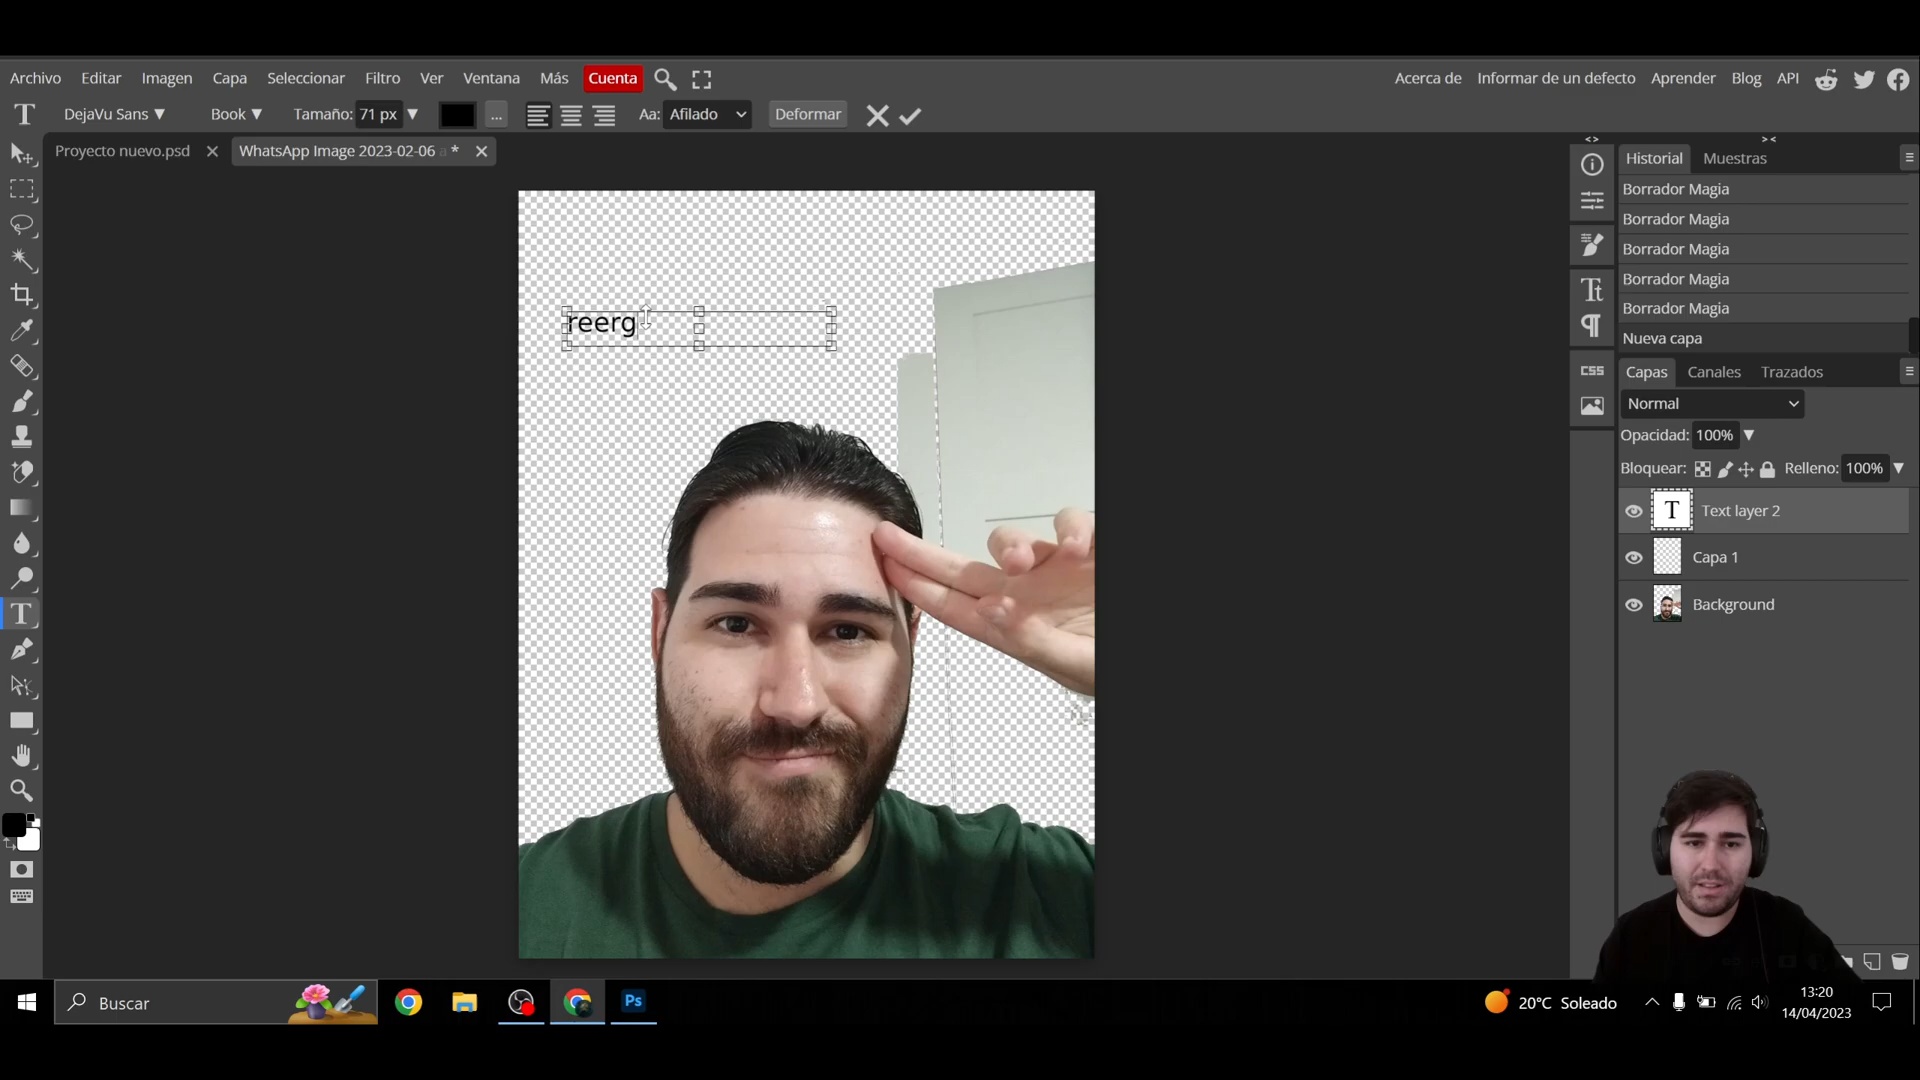 Archivo Editar Imagen Capa Seleccionar Filtro Ver Ventana Más Cuenta Acerca de Informar de un defecto Aprender Blog API
T DejaVu Sans ▼ Book ▼ Tamaño: 71 px ▼ ... Aa: Afilado Deformar
Proyecto nuevo.psd WhatsApp Image 2023-02-06 a *
Historial Muestras
Borrador Magia
Borrador Magia
Borrador Magia
Borrador Magia
Borrador Magia
Nueva capa
reerg
CSS
Capas Canales Trazados
Normal
Opacidad: 100% ▼
Bloquear: Relleno: 100% ▼
T Text layer 2
Capa 1
Background
Buscar
Ps
20°C Soleado
13:20
14/04/2023